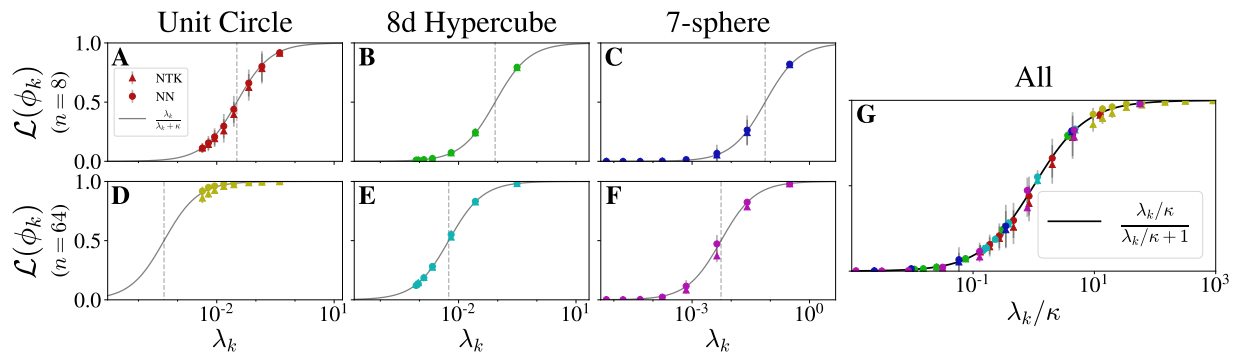 Unit Circle
8d Hypercube
7-sphere
All
ℒ(ϕ_k)
(n = 8)
1.0
0.5
0.0
A
NTK
NN
λ_k / (λ_k + κ)
B
C
ℒ(ϕ_k)
(n = 64)
1.0
0.5
0.0
D
10^-2
10^1
λ_k
E
10^-2
10^1
λ_k
F
10^-3
10^0
λ_k
G
(λ_k/κ) / (λ_k/κ + 1)
10^-1
10^1
10^3
λ_k/κ